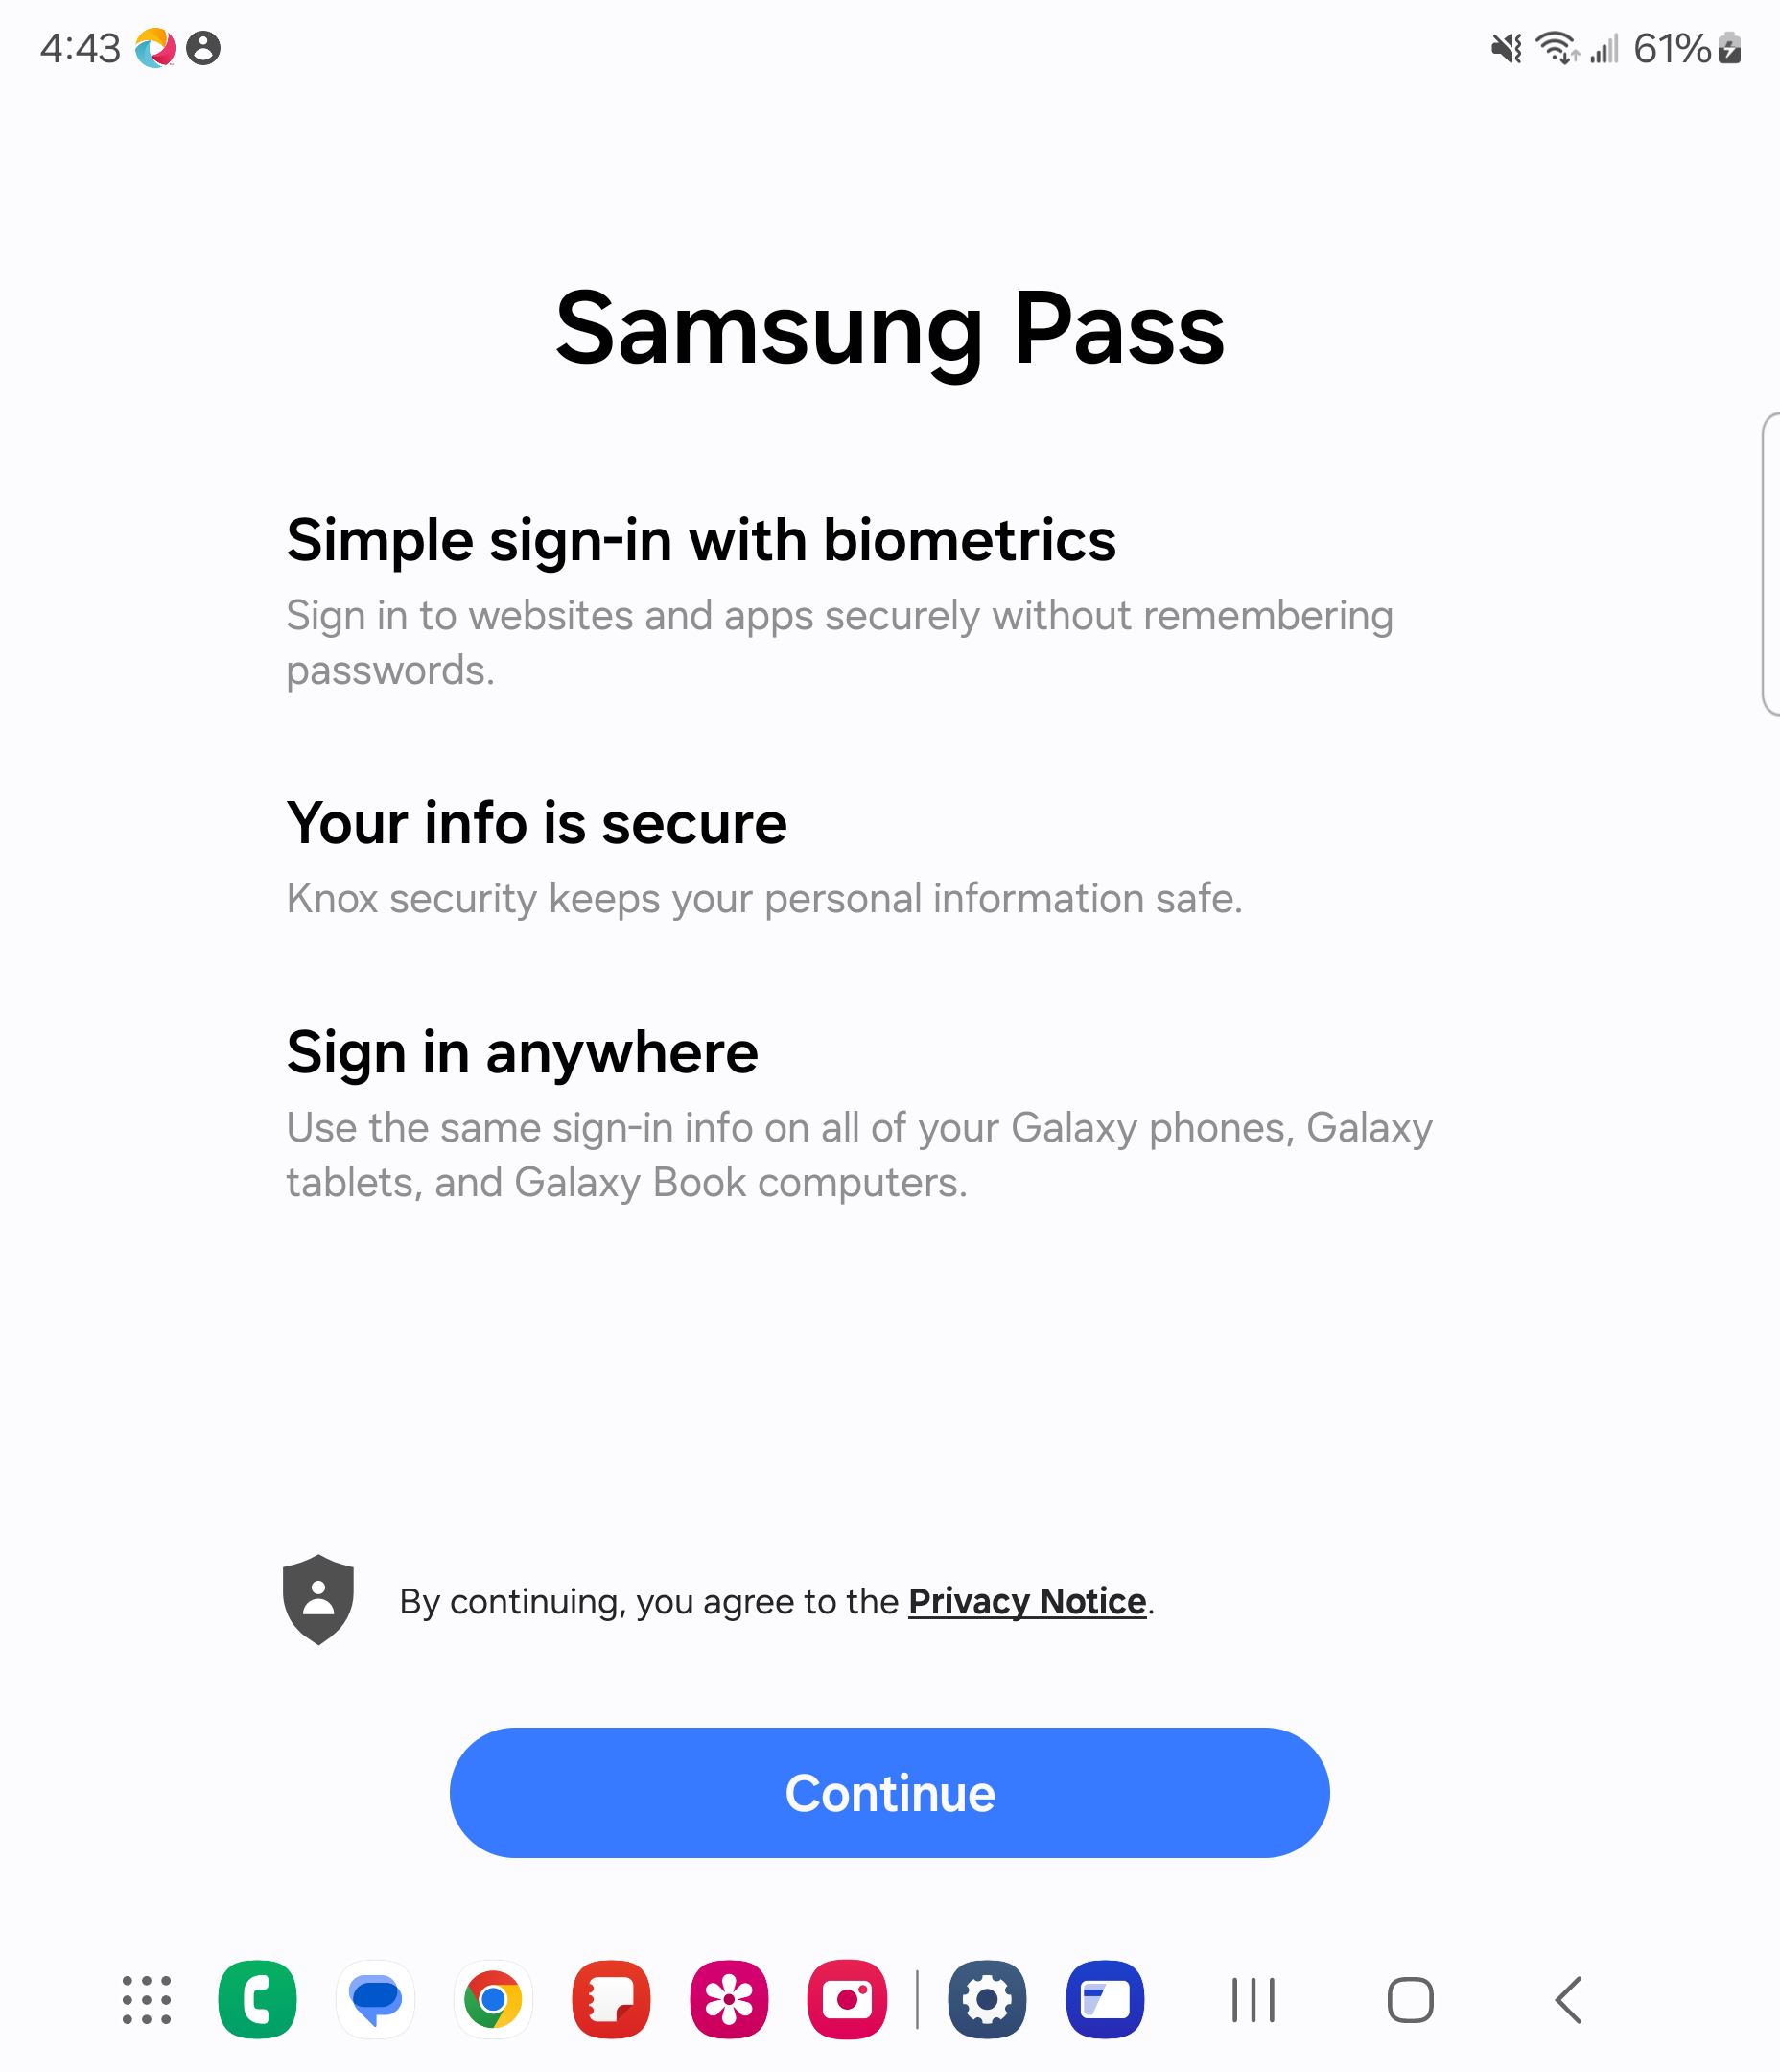 4:43
61%
Samsung Pass
Simple sign-in with biometrics
Sign in to websites and apps securely without remembering
passwords.
Your info is secure
Knox security keeps your personal information safe.
Sign in anywhere
Use the same sign-in info on all of your Galaxy phones, Galaxy
tablets, and Galaxy Book computers.
By continuing, you agree to the Privacy Notice.
Continue